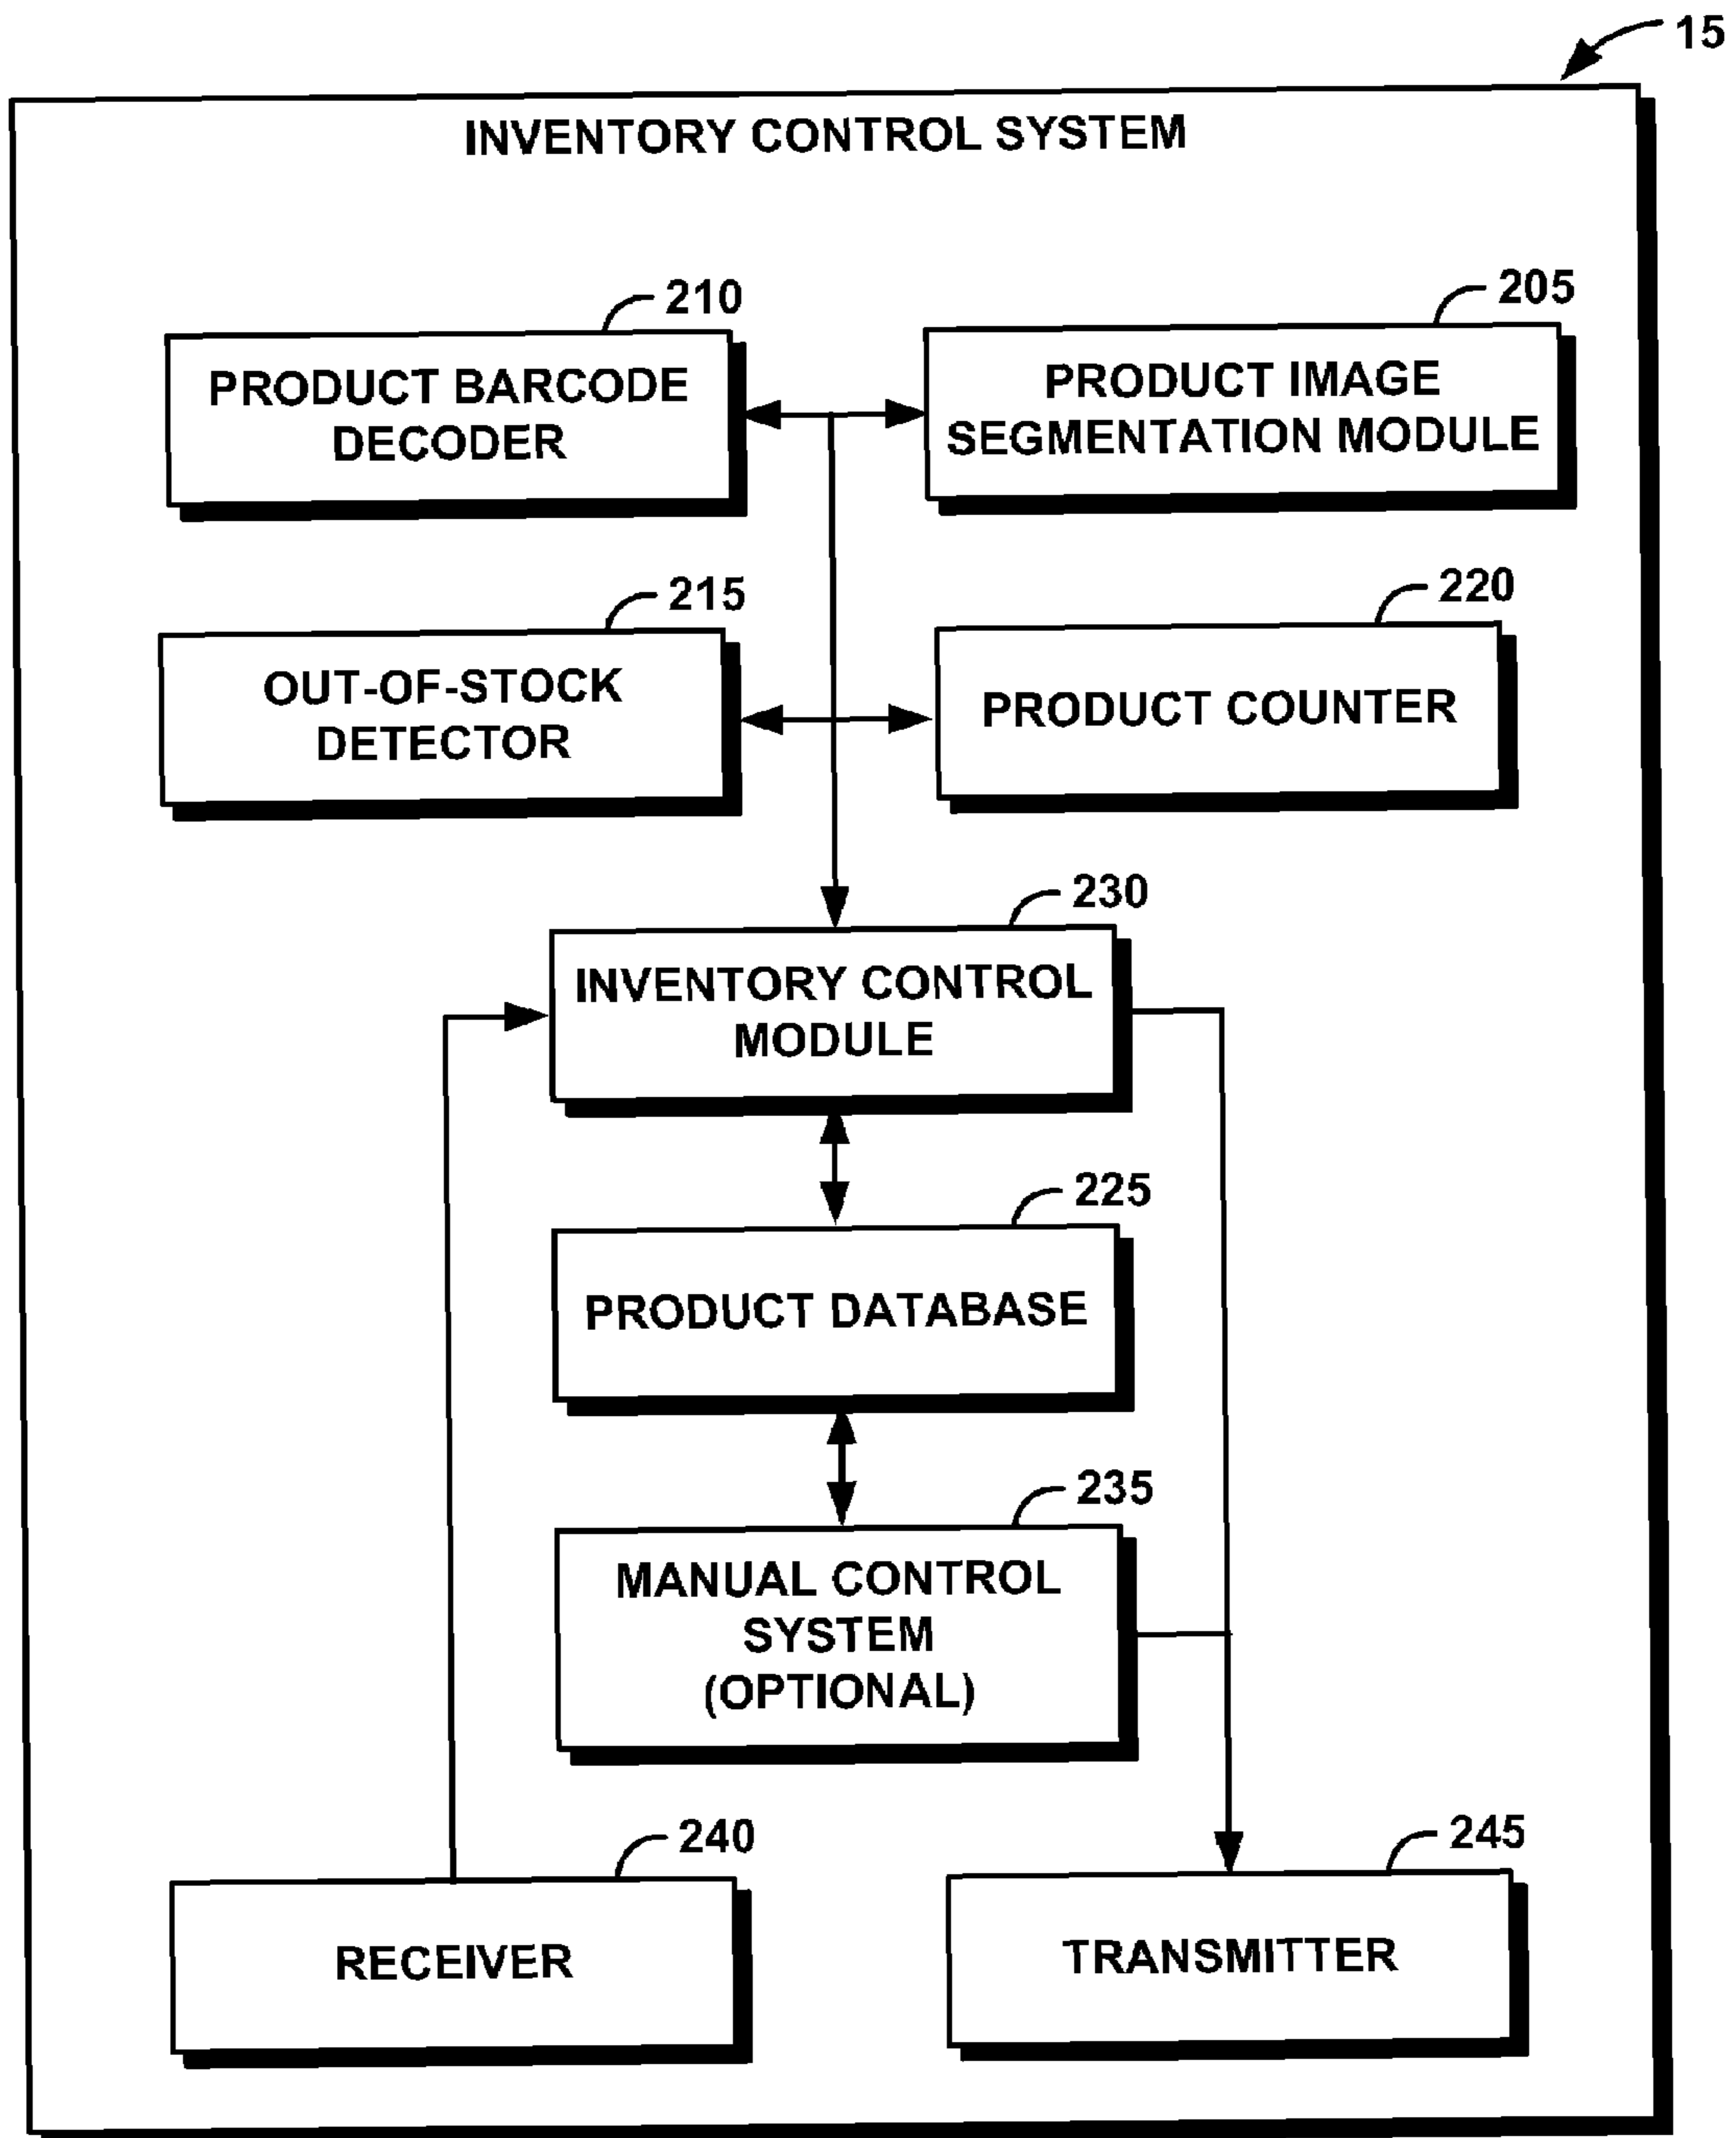 15
INVENTORY CONTROL SYSTEM
210
PRODUCT BARCODE
DECODER
205
PRODUCT IMAGE
SEGMENTATION MODULE
215
OUT-OF-STOCK
DETECTOR
220
PRODUCT COUNTER
230
INVENTORY CONTROL
MODULE
225
PRODUCT DATABASE
235
MANUAL CONTROL
SYSTEM
(OPTIONAL)
240
RECEIVER
245
TRANSMITTER